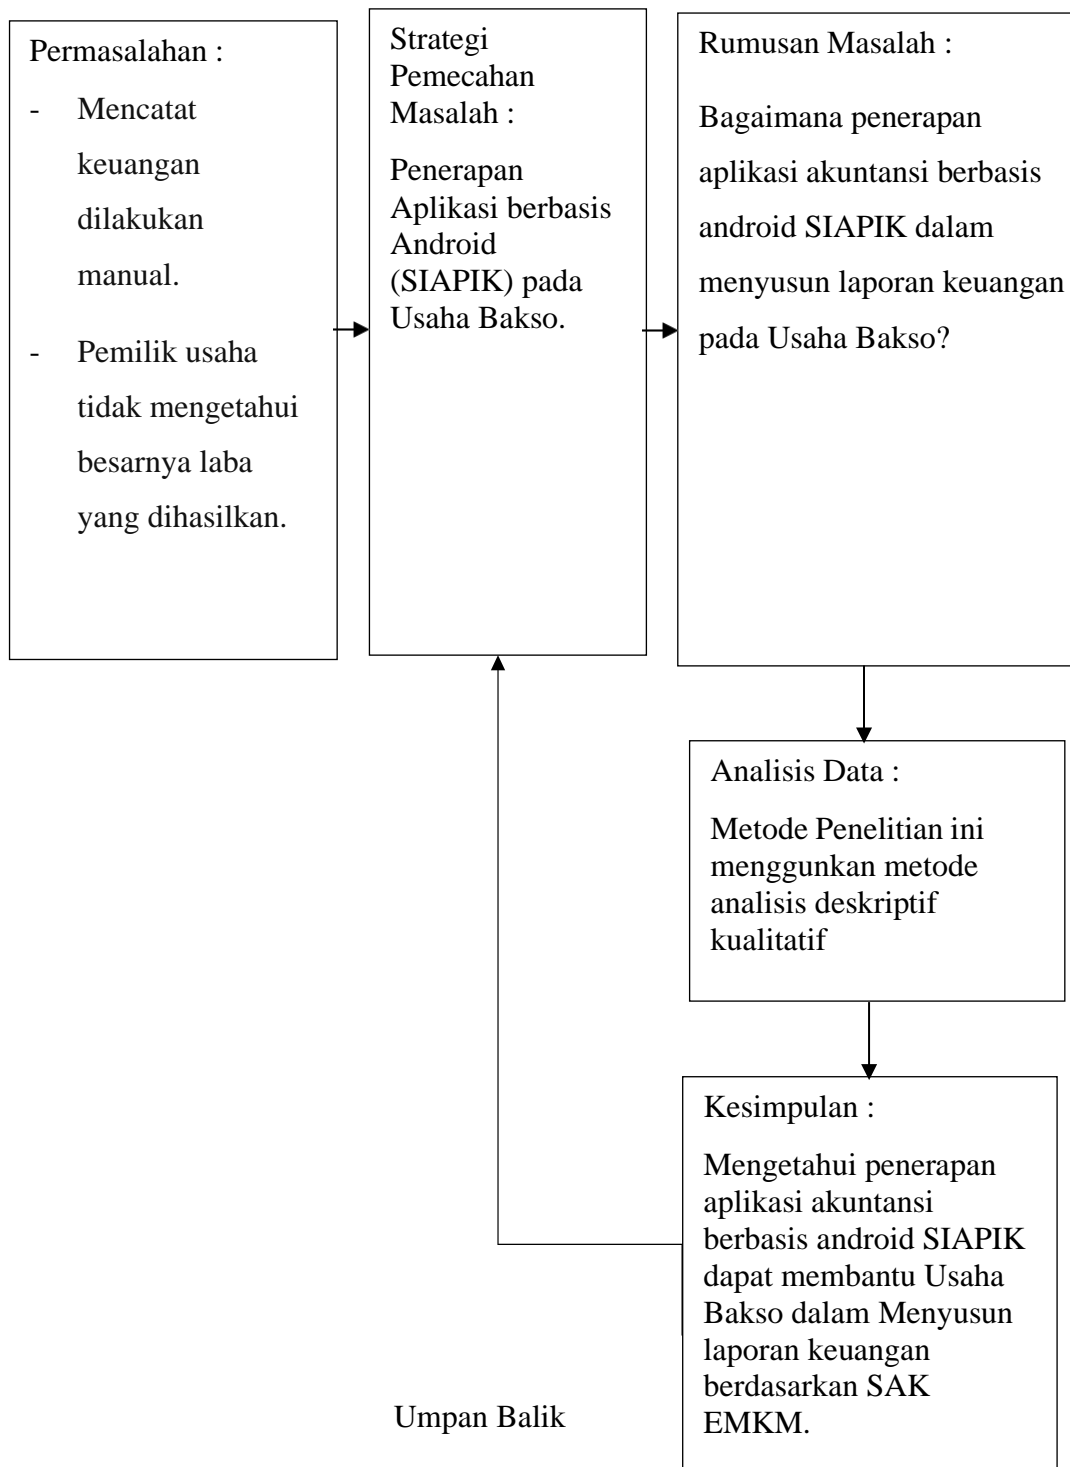 Permasalahan :
- Mencatat
keuangan
dilakukan
manual.
- Pemilik usaha
tidak mengetahui
besarnya laba
yang dihasilkan.
Strategi
Pemecahan
Masalah :
Penerapan
Aplikasi berbasis
Android
(SIAPIK) pada
Usaha Bakso.
Rumusan Masalah :
Bagaimana penerapan
aplikasi akuntansi berbasis
android SIAPIK dalam
menyusun laporan keuangan
pada Usaha Bakso?
Analisis Data :
Metode Penelitian ini
menggunkan metode
analisis deskriptif
kualitatif
Kesimpulan :
Mengetahui penerapan
aplikasi akuntansi
berbasis android SIAPIK
dapat membantu Usaha
Bakso dalam Menyusun
laporan keuangan
berdasarkan SAK
EMKM.
Umpan Balik